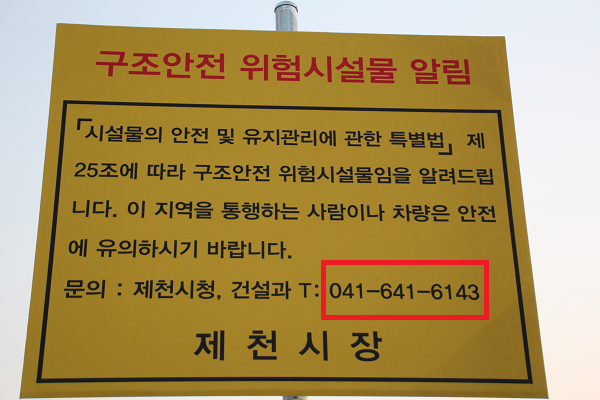 구조안전 위험시설물 알림
「시설물의 안전 및 유지관리에 관한 특별법」 제
25조에 따라 구조안전 위험시설물임을 알려드립
니다. 이 지역을 통행하는 사람이나 차량은 안전
에 유의하시기 바랍니다.
문의 : 제천시청, 건설과 T: 041-641-6143
제 천 시 장